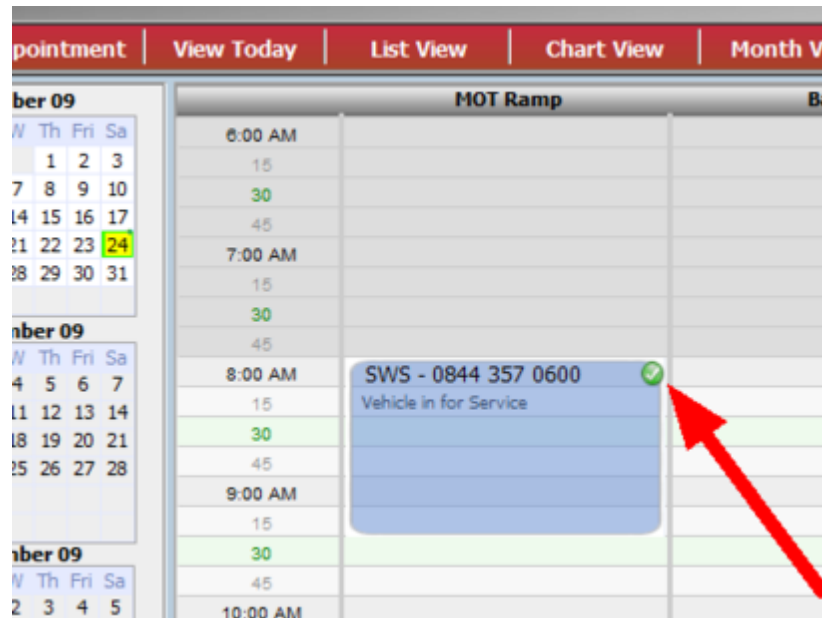 pointment | View Today | List View | Chart View | Month V
ber 09
W Th Fri Sa
1 2 3
7 8 9 10
14 15 16 17
21 22 23 24
28 29 30 31
mber 09
W Th Fri Sa
4 5 6 7
11 12 13 14
18 19 20 21
25 26 27 28
mber 09
W Th Fri Sa
2 3 4 5
MOT Ramp
Ba
6:00 AM
15
30
45
7:00 AM
15
30
45
8:00 AM
15
30
45
9:00 AM
15
30
45
10:00 AM
SWS - 0844 357 0600
Vehicle in for Service